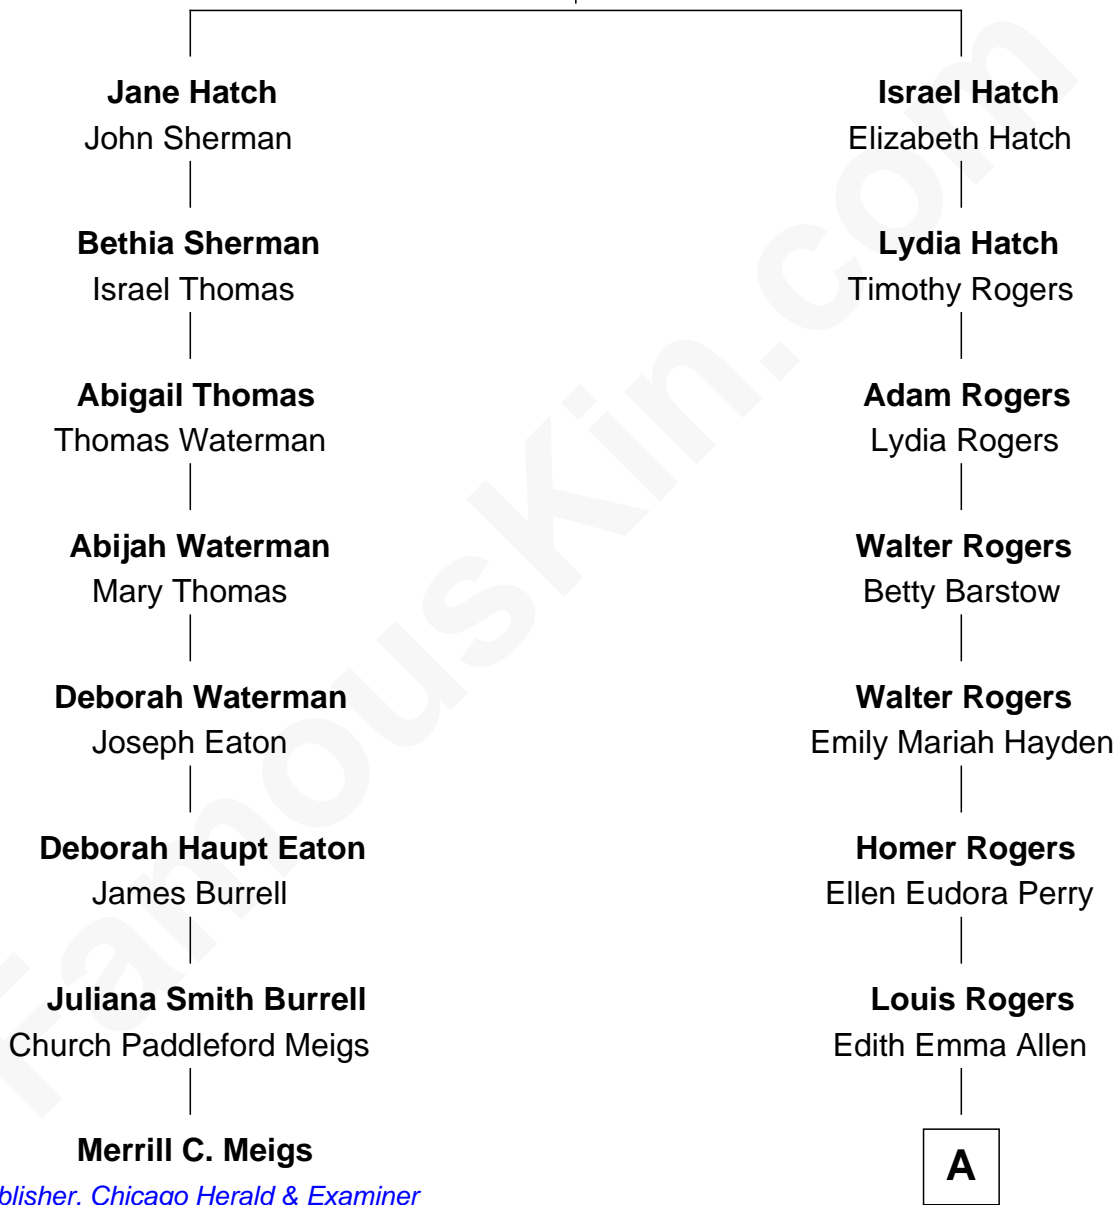 Jane Hatch
John Sherman
Bethia Sherman
Israel Thomas
Abigail Thomas
Thomas Waterman
Abijah Waterman
Mary Thomas
Deborah Waterman
Joseph Eaton
Deborah Haupt Eaton
James Burrell
Juliana Smith Burrell
Church Paddleford Meigs
Merrill C. Meigs
blisher, Chicago Herald & Examiner
Israel Hatch
Elizabeth Hatch
Lydia Hatch
Timothy Rogers
Adam Rogers
Lydia Rogers
Walter Rogers
Betty Barstow
Walter Rogers
Emily Mariah Hayden
Homer Rogers
Ellen Eudora Perry
Louis Rogers
Edith Emma Allen
A
FamousKin.com